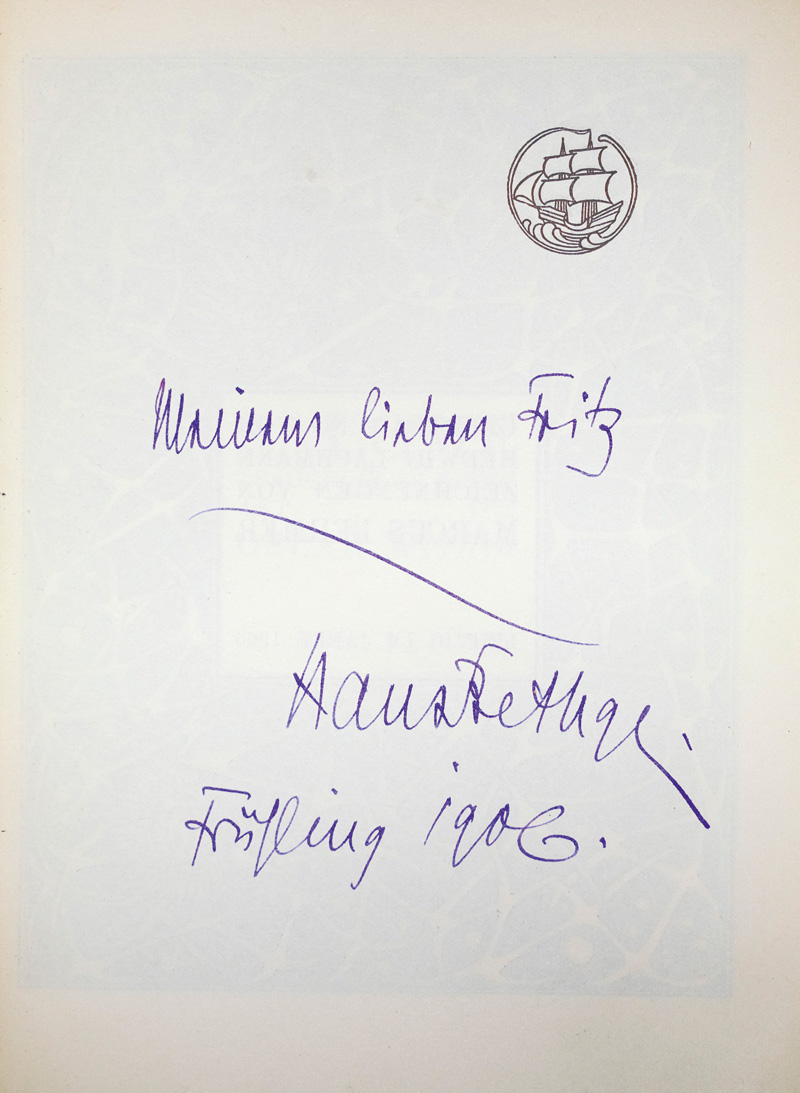 Meinem lieben Fritz
Hans Bethge.
Frühling 1906.